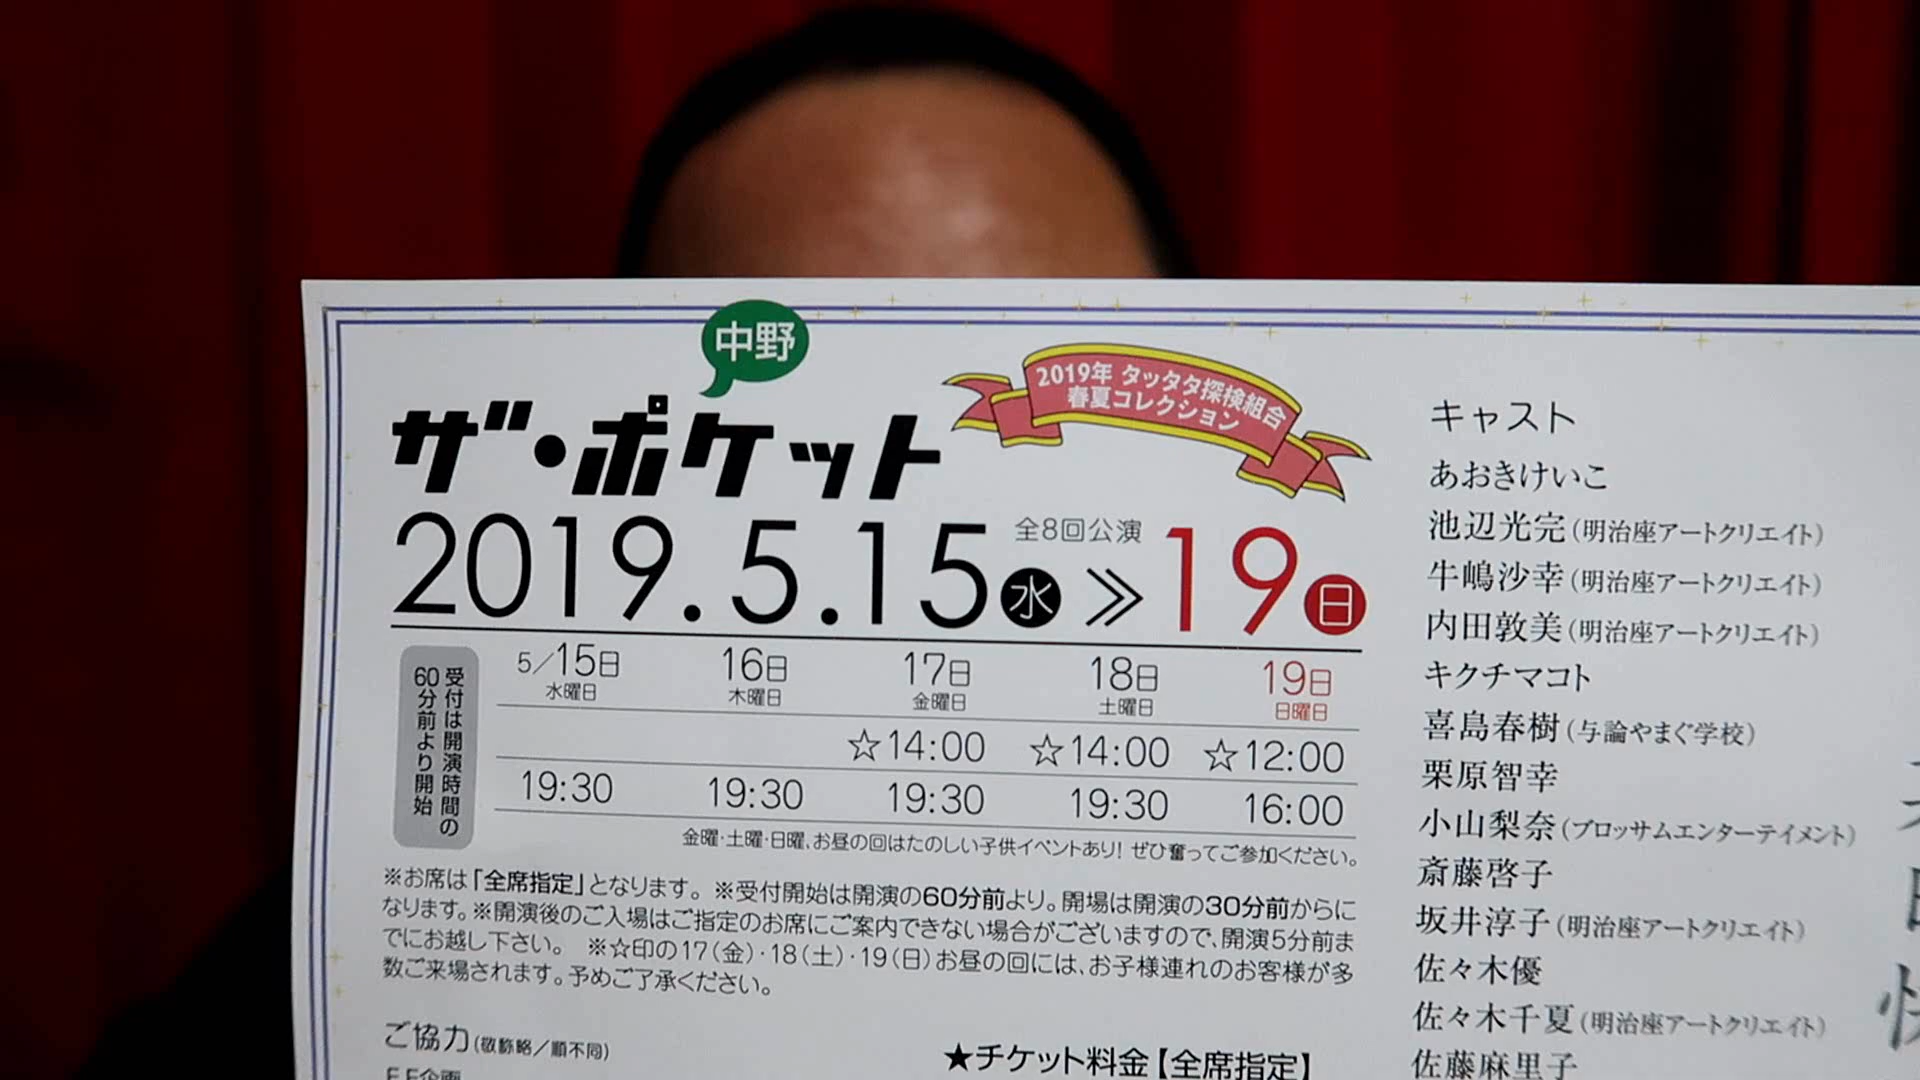 中野
ザ・ポケット
2019年 タッタタ探検組合
春夏コレクション
2019.5.15水≫19日
全8回公演
受付は開演時間の
60分前より開始
5/15日 16日 17日 18日 19日
水曜日 木曜日 金曜日 土曜日 日曜日
☆14:00 ☆14:00 ☆12:00
19:30 19:30 19:30 19:30 16:00
金曜・土曜・日曜、お昼の回はたのしい子供イベントあり! ぜひ奮ってご参加ください。
※お席は「全席指定」となります。 ※受付開始は開演の60分前より。開場は開演の30分前からに
なります。※開演後のご入場はご指定のお席にご案内できない場合がございますので、開演5分前ま
でにお越し下さい。 ※☆印の17(金)・18(土)・19(日)お昼の回には、お子様連れのお客様が多
数ご来場されます。予めご了承ください。
ご協力(敬称略/順不同)
★チケット料金【全席指定】
キャスト
あおきけいこ
池辺光完(明治座アートクリエイト)
牛嶋沙幸(明治座アートクリエイト)
内田敦美(明治座アートクリエイト)
キクチマコト
喜島春樹(与論やまぐ学校)
栗原智幸
小山梨奈(ブロッサムエンターテイメント)
斎藤啓子
坂井淳子(明治座アートクリエイト)
佐々木優
佐々木千夏(明治座アートクリエイト)
佐藤麻里子